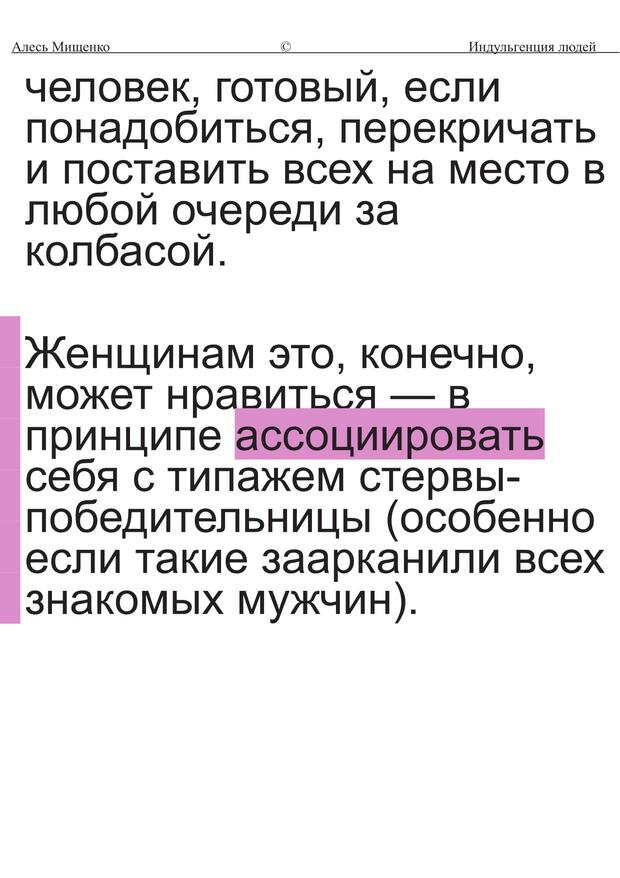 Алесь Мищенко © Индульгенция людей
человек, готовый, если
понадобиться, перекричать
и поставить всех на место в
любой очереди за
колбасой.
Женщинам это, конечно,
может нравиться — в
принципе ассоциировать
себя с типажем стервы-
победительницы (особенно
если такие заарканили всех
знакомых мужчин).